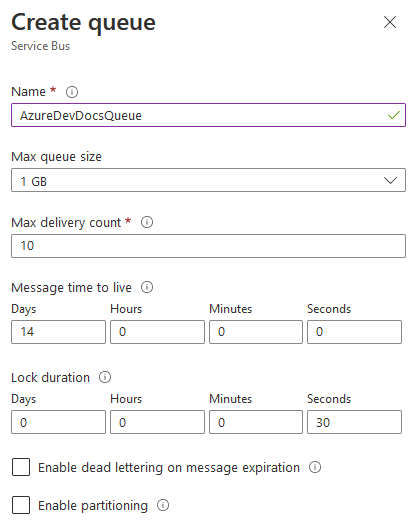 Create queue
Service Bus
Name *
AzureDevDocsQueue
Max queue size
1 GB
Max delivery count *
10
Message time to live
Days Hours Minutes Seconds
14 0 0 0
Lock duration
Days Hours Minutes Seconds
0 0 0 30
Enable dead lettering on message expiration
Enable partitioning